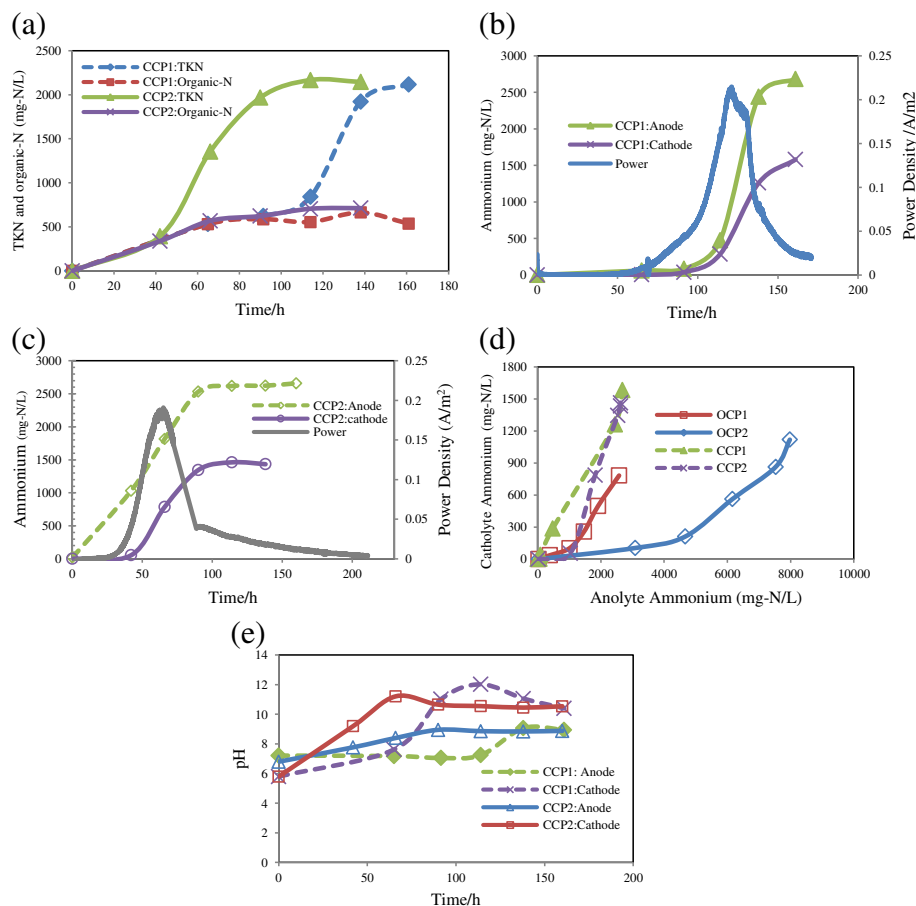 (a)
2500
2000
1500
1000
500
0
TKN and organic-N (mg-N/L)
CCP1:TKN
CCP1:Organic-N
CCP2:TKN
CCP2:Organic-N
0 20 40 60 80 100 120 140 160 180
Time/h
(b)
3000
2500
2000
1500
1000
500
0
Ammonium (mg-N/L)
CCP1:Anode
CCP1:Cathode
Power
0.25
0.2
0.15
0.1
0.05
0
Power Density /A/m2
0 50 100 150 200
Time/h
(c)
3000
2500
2000
1500
1000
500
0
Ammonium (mg-N/L)
CCP2:Anode
CCP2:cathode
Power
0.25
0.2
0.15
0.1
0.05
0
Power Density (A/m²)
0 50 100 150 200
Time/h
(d)
1800
1500
1200
900
600
300
0
Catholyte Ammonium (mg-N/L)
OCP1
OCP2
CCP1
CCP2
0 2000 4000 6000 8000 10000
Anolyte Ammonium (mg-N/L)
(e)
14
12
10
8
6
4
2
0
pH
CCP1: Anode
CCP1:Cathode
CCP2:Anode
CCP2:Cathode
0 50 100 150 200
Time/h